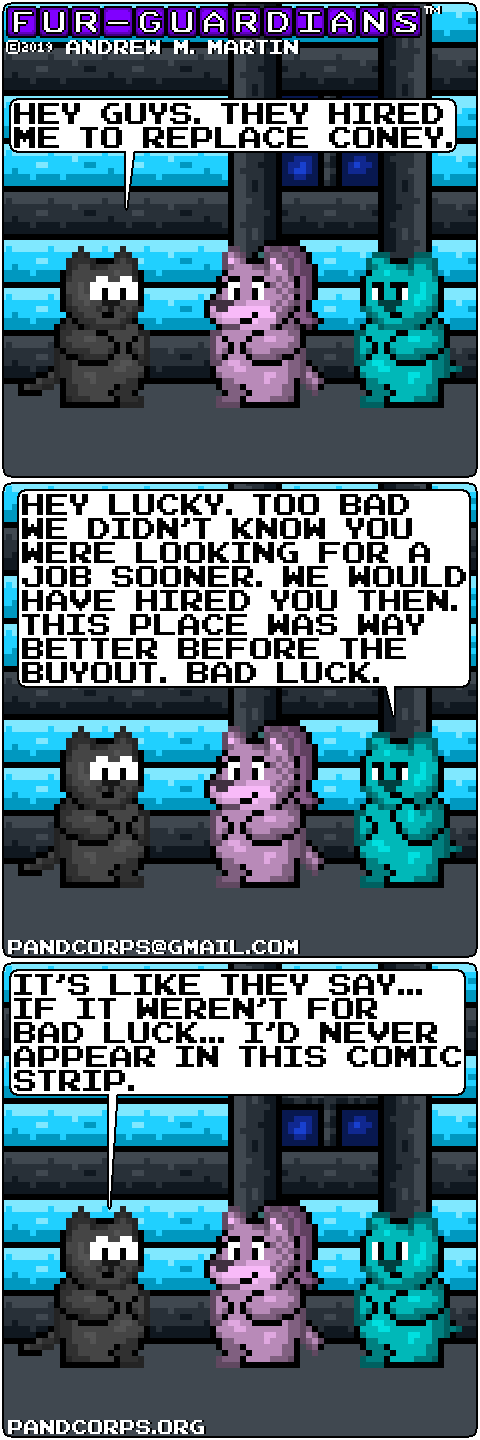 FUR-GUARDIANS™
©2019 ANDREW M. MARTIN
HEY GUYS. THEY HIRED
ME TO REPLACE CONEY.
HEY LUCKY. TOO BAD
WE DIDN'T KNOW YOU
WERE LOOKING FOR A
JOB SOONER. WE WOULD
HAVE HIRED YOU THEN.
THIS PLACE WAS WAY
BETTER BEFORE THE
BUYOUT. BAD LUCK.
PANDCORPS@GMAIL.COM
IT'S LIKE THEY SAY...
IF IT WEREN'T FOR
BAD LUCK... I'D NEVER
APPEAR IN THIS COMIC
STRIP.
PANDCORPS.ORG